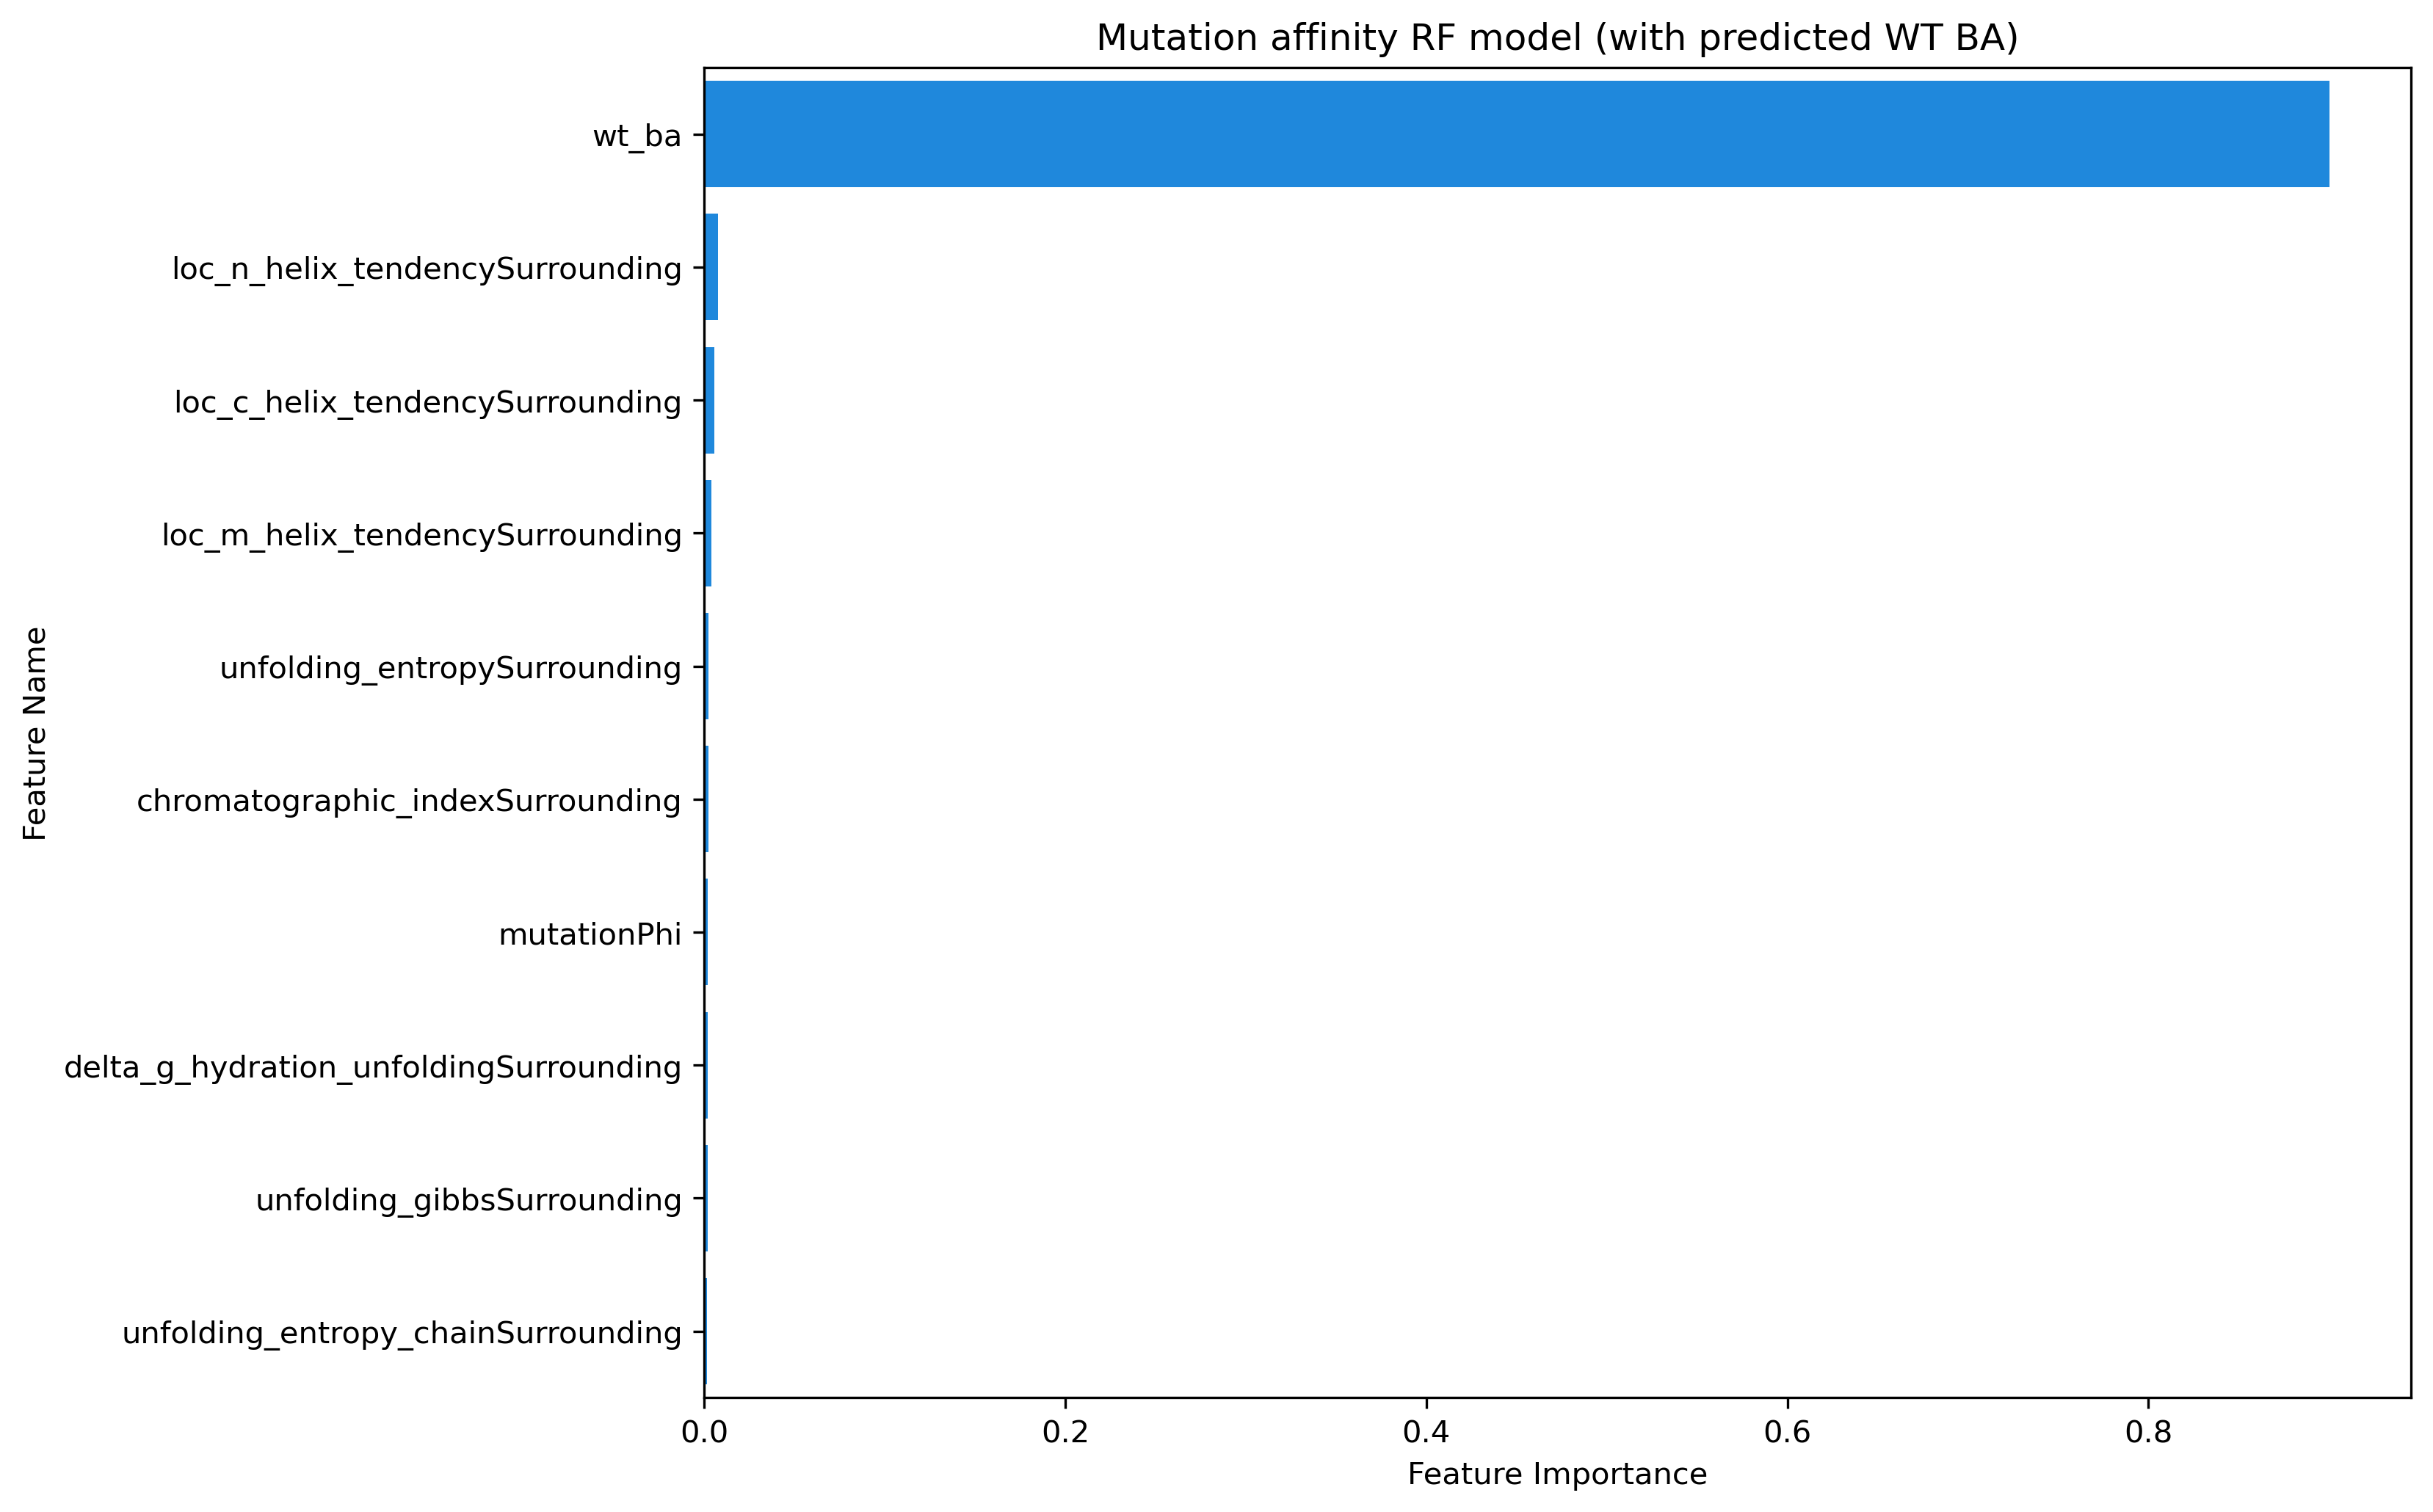 Mutation affinity RF model (with predicted WT BA)
Feature Name
wt_ba
loc_n_helix_tendencySurrounding
loc_c_helix_tendencySurrounding
loc_m_helix_tendencySurrounding
unfolding_entropySurrounding
chromatographic_indexSurrounding
mutationPhi
delta_g_hydration_unfoldingSurrounding
unfolding_gibbsSurrounding
unfolding_entropy_chainSurrounding
0.0 0.2 0.4 0.6 0.8
Feature Importance